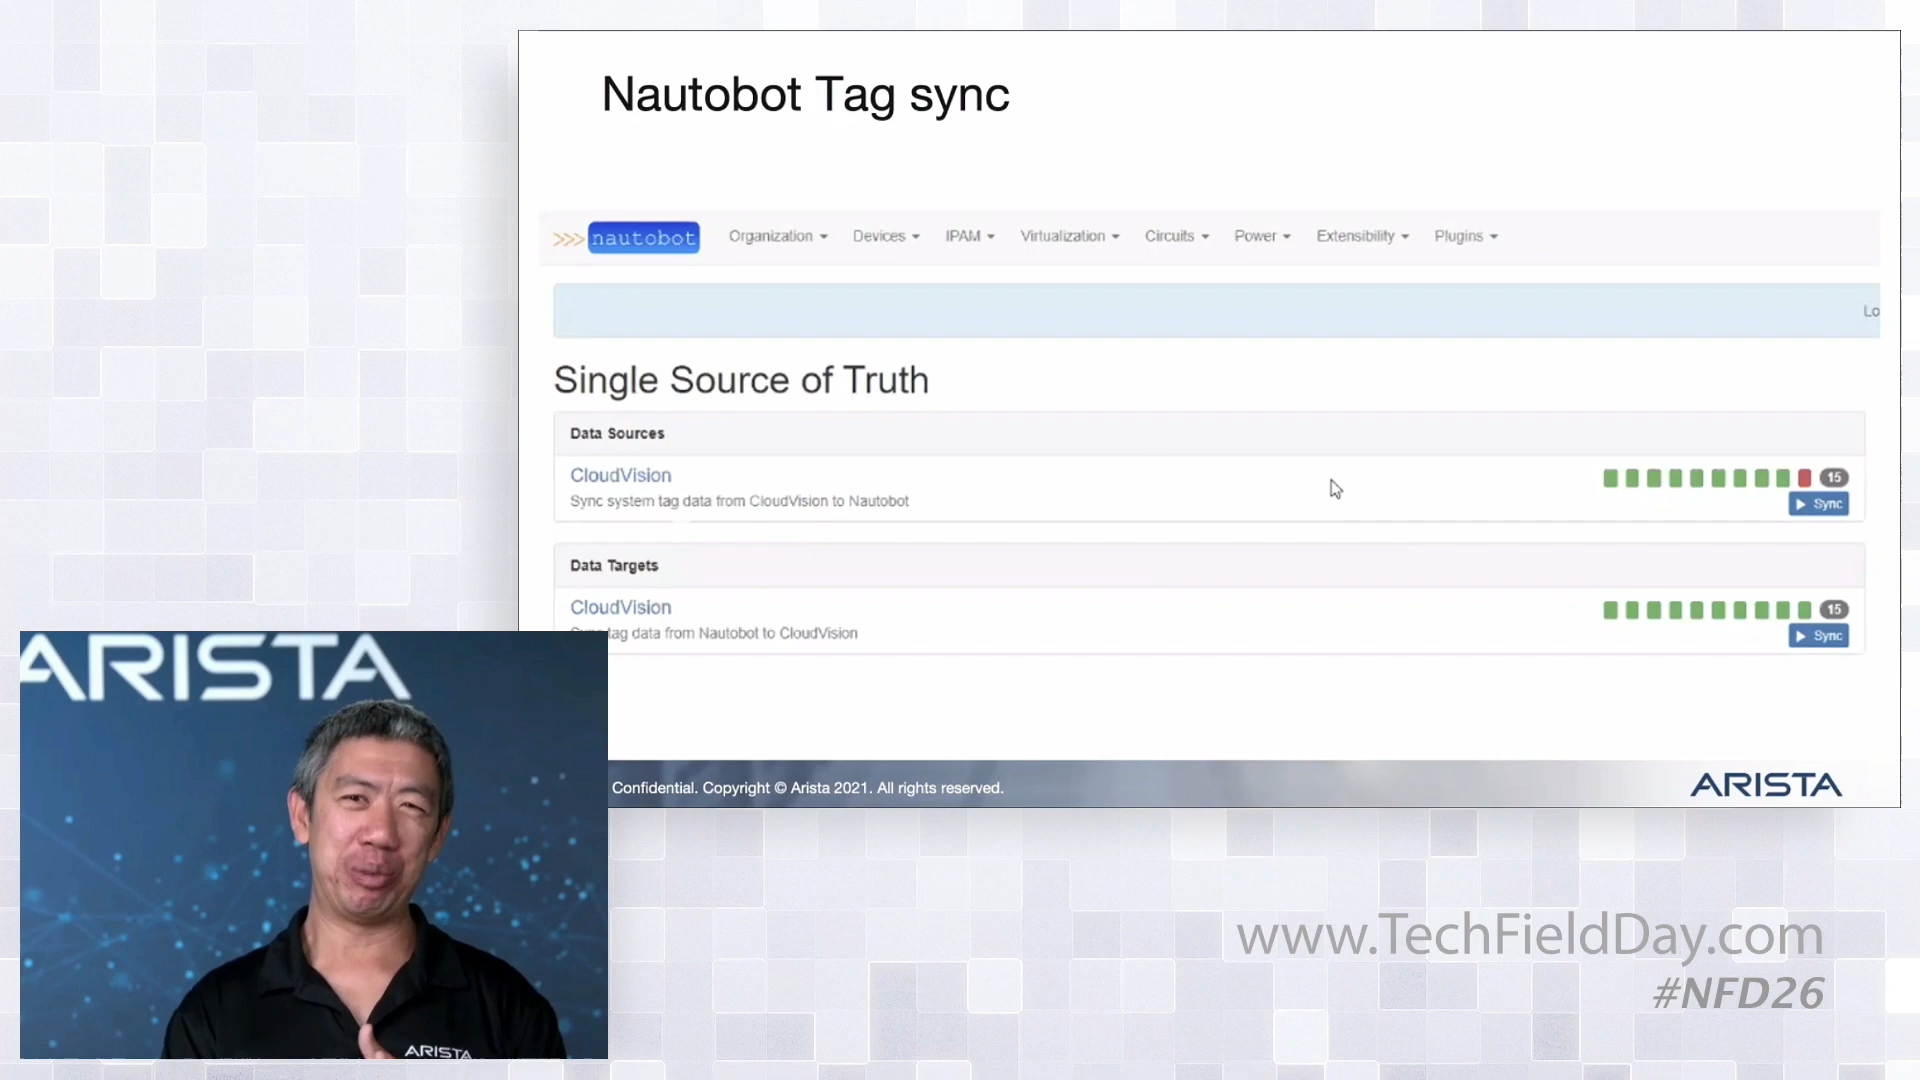 Nautobot Tag sync
>>> nautobot
Organization
Devices
IPAM
Virtualization
Circuits
Power
Extensibility
Plugins
Lo
Single Source of Truth
Data Sources
CloudVision
15
Sync system tag data from CloudVision to Nautobot
Sync
Data Targets
CloudVision
15
tag data from Nautobot to CloudVision
Sync
Confidential. Copyright © Arista 2021. All rights reserved.
ARISTA
ARISTA
ARISTA
www.TechFieldDay.com
#NFD26